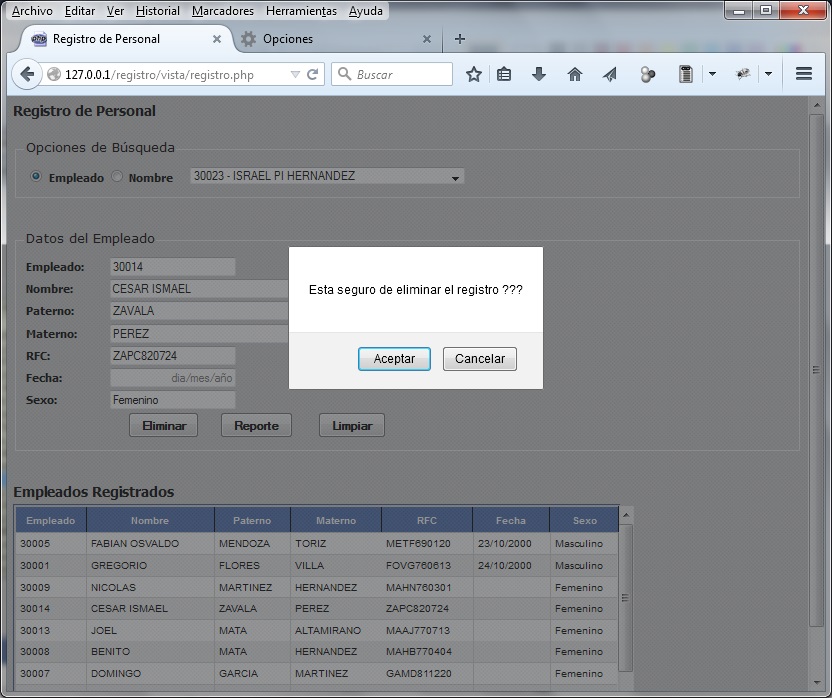 Archivo Editar Ver Historial Marcadores Herramientas Ayuda
Registro de Personal Opciones
127.0.0.1/registro/vista/registro.php Buscar
Registro de Personal
Opciones de Búsqueda
Empleado Nombre 30023 - ISRAEL PI HERNANDEZ
Datos del Empleado
Empleado: 30014
Nombre: CESAR ISMAEL
Paterno: ZAVALA
Materno: PEREZ
RFC: ZAPC820724
Fecha: dia/mes/año
Sexo: Femenino
Eliminar Reporte Limpiar
Esta seguro de eliminar el registro ???
Aceptar Cancelar
Empleados Registrados
Empleado Nombre Paterno Materno RFC Fecha Sexo
30005 FABIAN OSVALDO MENDOZA TORIZ METF690120 23/10/2000 Masculino
30001 GREGORIO FLORES VILLA FOVG760613 24/10/2000 Masculino
30009 NICOLAS MARTINEZ HERNANDEZ MAHN760301 Femenino
30014 CESAR ISMAEL ZAVALA PEREZ ZAPC820724 Femenino
30013 JOEL MATA ALTAMIRANO MAAJ770713 Femenino
30008 BENITO MATA HERNANDEZ MAHB770404 Femenino
30007 DOMINGO GARCIA MARTINEZ GAMD811220 Femenino